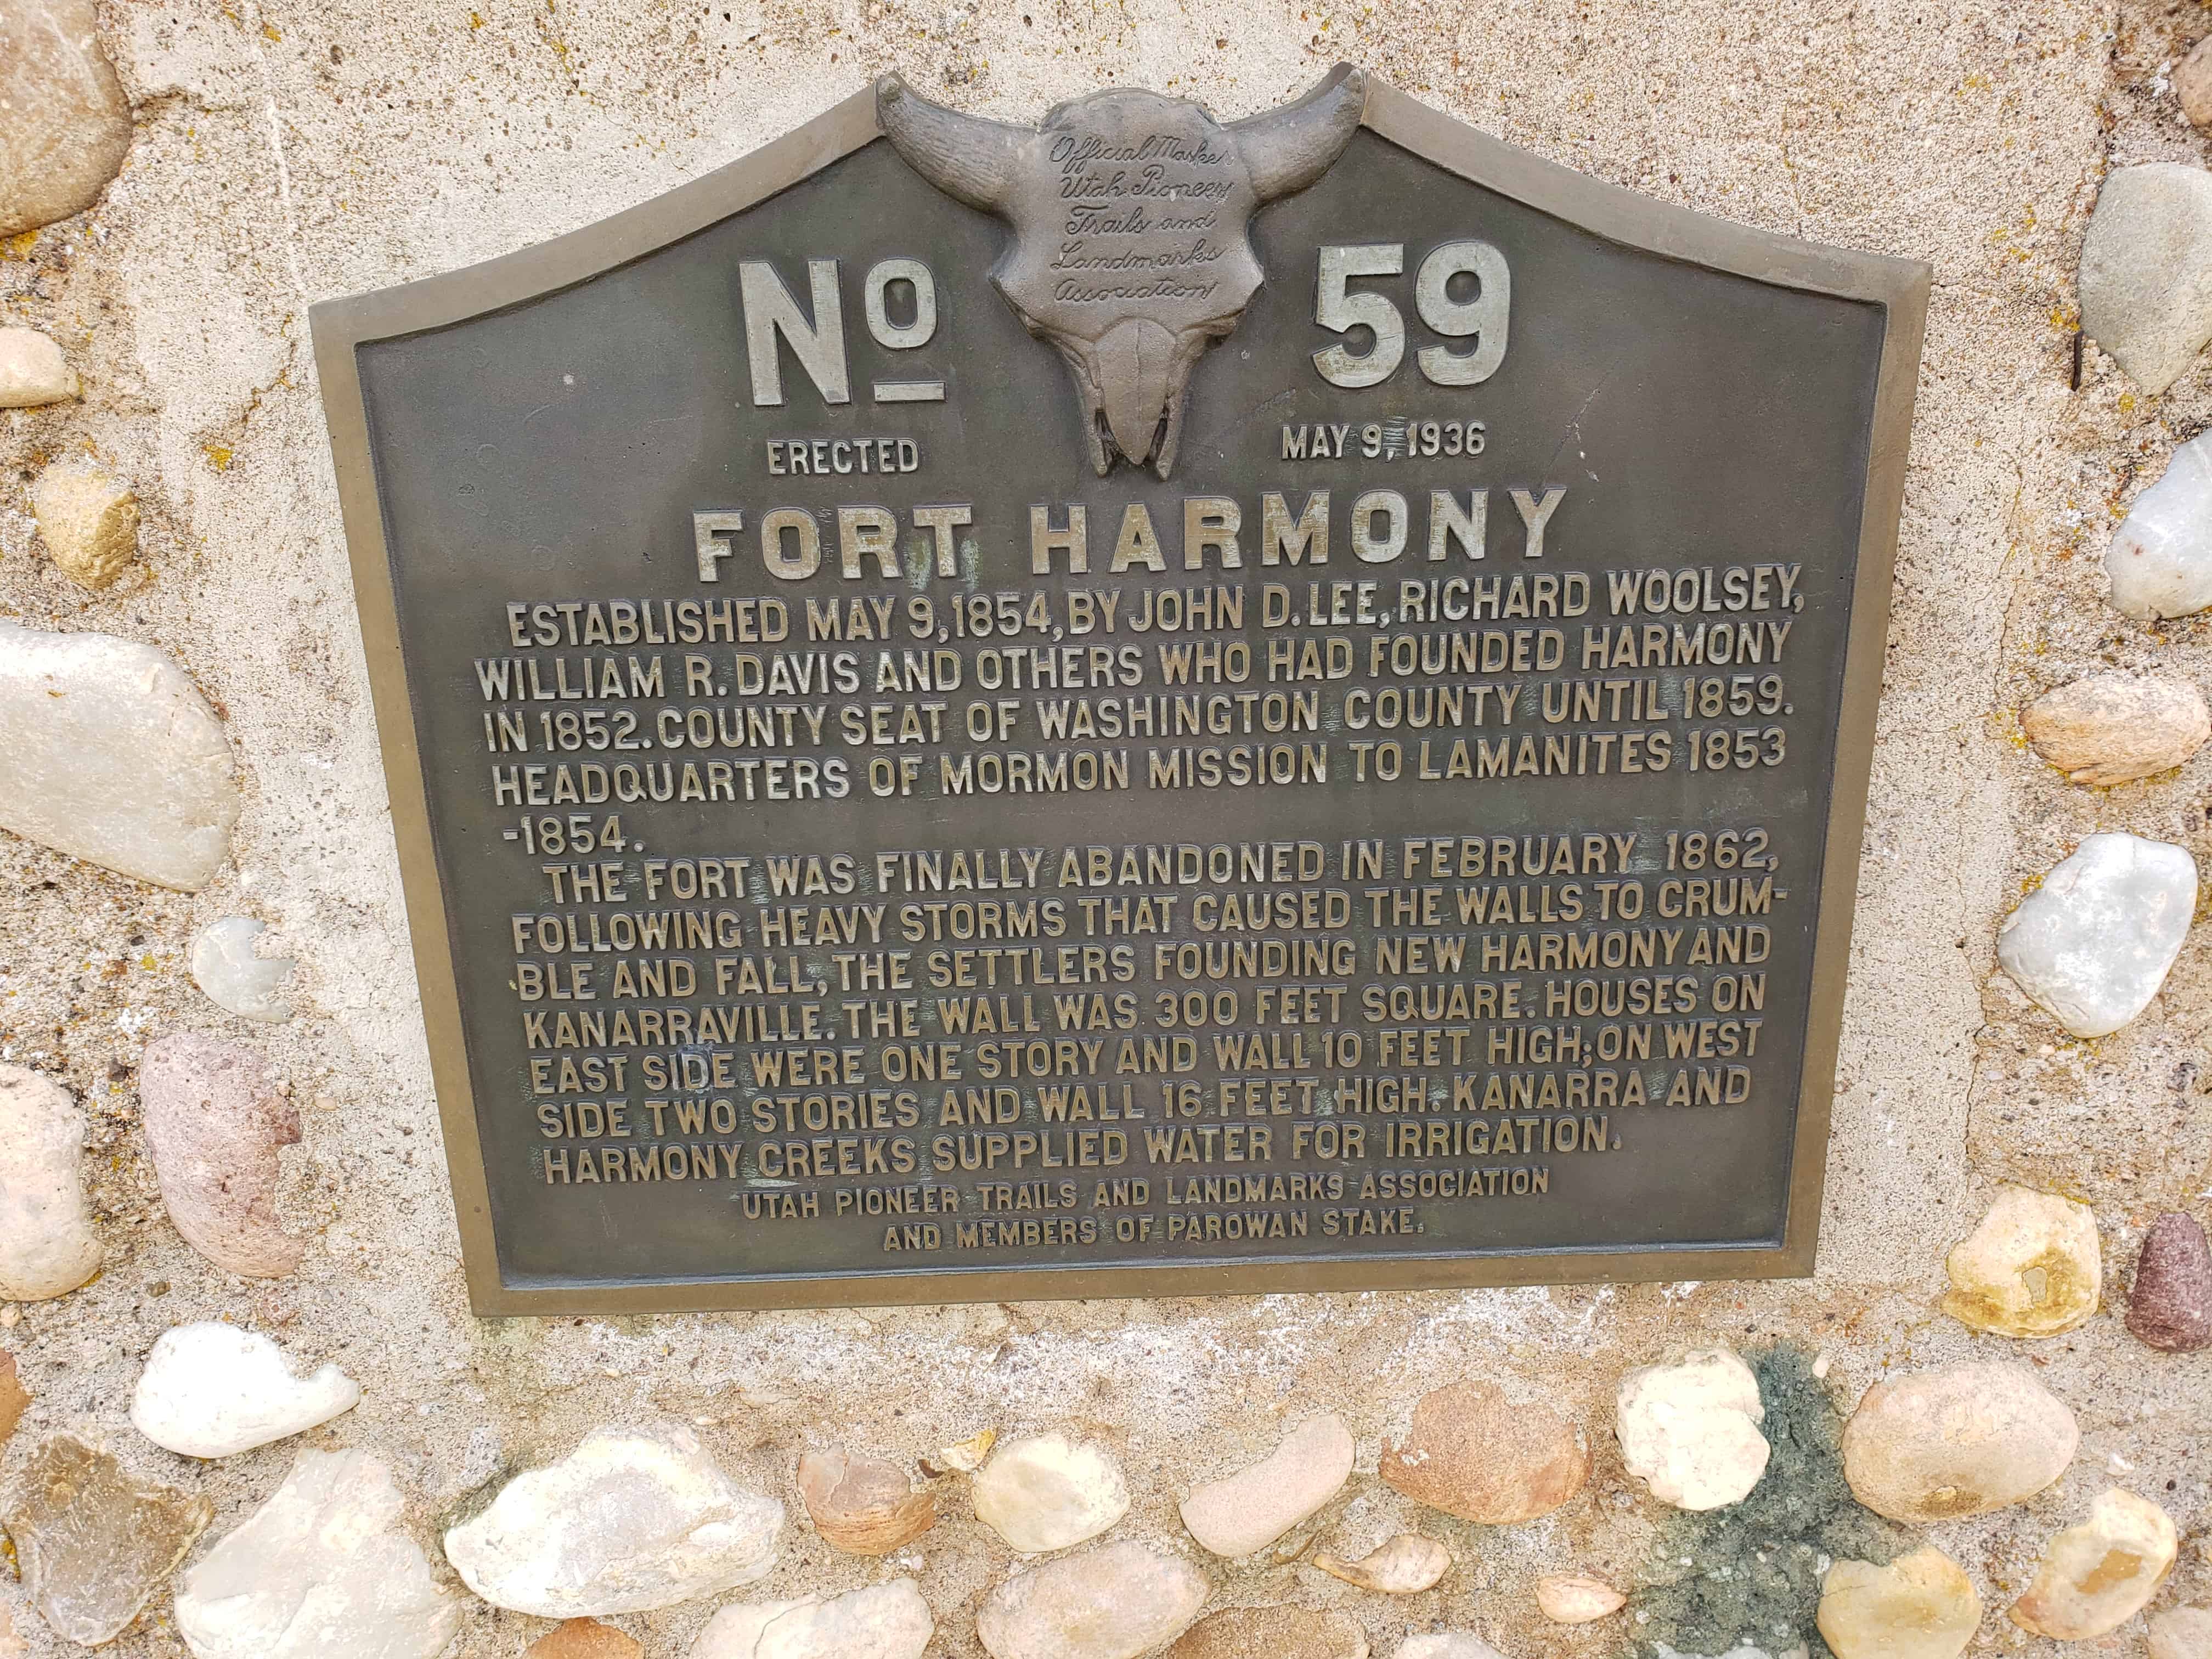 Official Marker
Utah Pioneer
Trails and
Landmarks
Association
No 59
ERECTED MAY 9, 1936
FORT HARMONY
ESTABLISHED MAY 9, 1854, BY JOHN D. LEE, RICHARD WOOLSEY,
WILLIAM R. DAVIS AND OTHERS WHO HAD FOUNDED HARMONY
IN 1852. COUNTY SEAT OF WASHINGTON COUNTY UNTIL 1859.
HEADQUARTERS OF MORMON MISSION TO LAMANITES 1853
-1854.
THE FORT WAS FINALLY ABANDONED IN FEBRUARY 1862,
FOLLOWING HEAVY STORMS THAT CAUSED THE WALLS TO CRUM-
BLE AND FALL, THE SETTLERS FOUNDING NEW HARMONY AND
KANARRAVILLE. THE WALL WAS 300 FEET SQUARE. HOUSES ON
EAST SIDE WERE ONE STORY AND WALL 10 FEET HIGH; ON WEST
SIDE TWO STORIES AND WALL 16 FEET HIGH. KANARRA AND
HARMONY CREEKS SUPPLIED WATER FOR IRRIGATION.
UTAH PIONEER TRAILS AND LANDMARKS ASSOCIATION
AND MEMBERS OF PAROWAN STAKE.